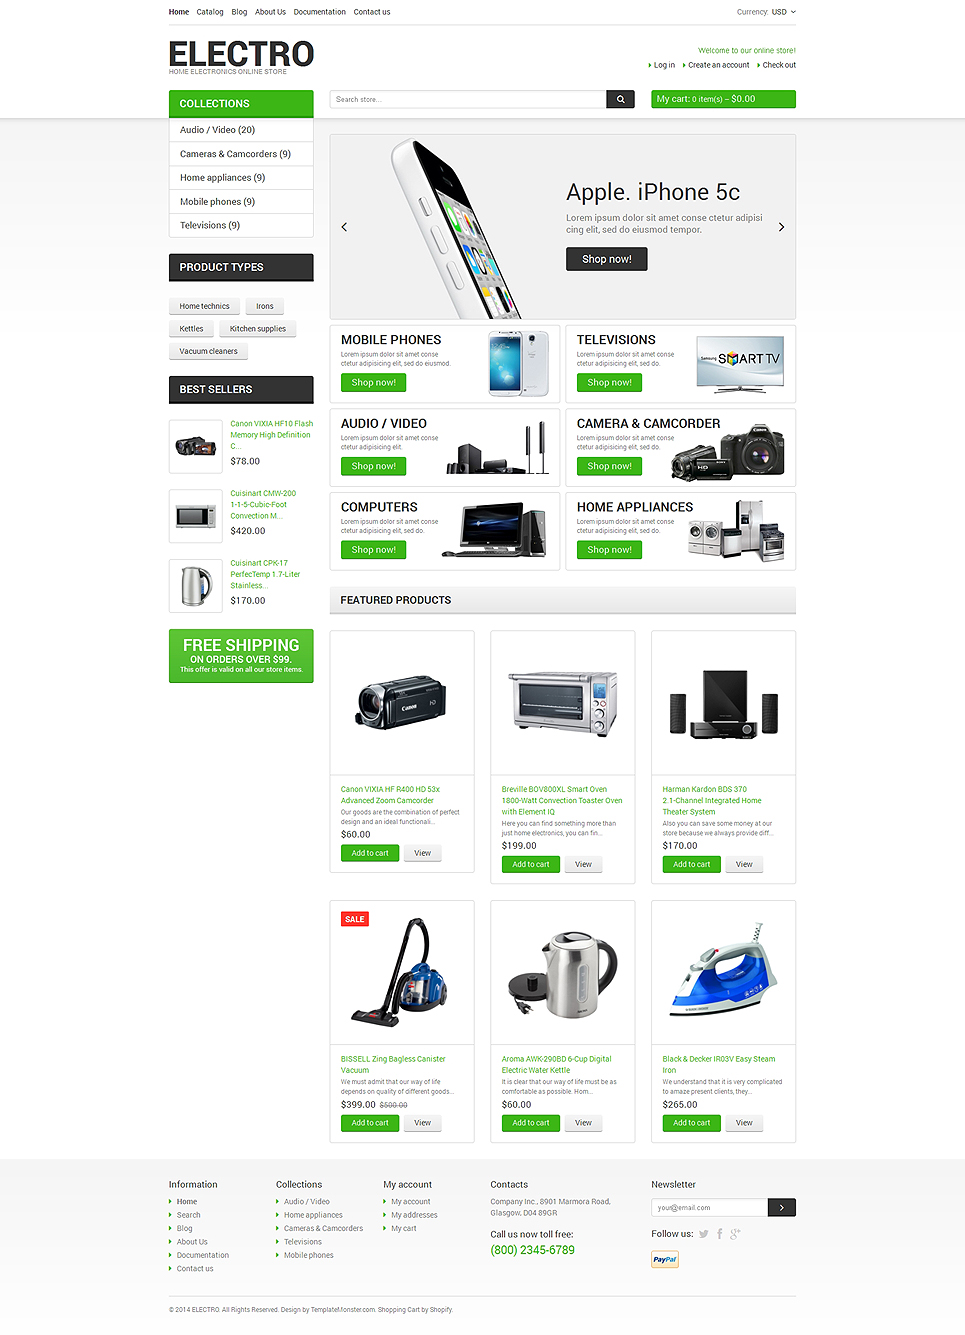 Home Catalog Blog About Us Documentation Contact us
Currency: USD
ELECTRO
HOME ELECTRONICS ONLINE STORE
Welcome to our online store!
Log in Create an account Check out
COLLECTIONS
Search store...
My cart: 0 item(s) – $0.00
Audio / Video (20)
Cameras & Camcorders (9)
Home appliances (9)
Mobile phones (9)
Televisions (9)
PRODUCT TYPES
Home technics Irons
Kettles Kitchen supplies
Vacuum cleaners
BEST SELLERS
Canon VIXIA HF10 Flash
Memory High Definition
C...
$78.00
Cuisinart CMW-200
1-1-5-Cubic-Foot
Convection M...
$420.00
Cuisinart CPK-17
PerfecTemp 1.7-Liter
Stainless...
$170.00
FREE SHIPPING
ON ORDERS OVER $99.
This offer is valid on all our store items.
Apple. iPhone 5c
Lorem ipsum dolor sit amet conse ctetur adipisi
cing elit, sed do eiusmod tempor.
Shop now!
MOBILE PHONES
Lorem ipsum dolor sit amet conse
ctetur adipisicing elit, sed do eiusmod.
Shop now!
TELEVISIONS
Lorem ipsum dolor sit amet conse
ctetur adipisicing elit, sed do.
Shop now!
Samsung SMART TV
AUDIO / VIDEO
Lorem ipsum dolor sit amet conse
ctetur adipisicing elit.
Shop now!
CAMERA & CAMCORDER
Lorem ipsum dolor sit amet conse
ctetur adipisicing elit, sed do.
Shop now!
COMPUTERS
Lorem ipsum dolor sit amet conse
ctetur adipisicing elit, sed do.
Shop now!
HOME APPLIANCES
Lorem ipsum dolor sit amet conse
ctetur adipisicing elit, sed do.
Shop now!
FEATURED PRODUCTS
Canon
HD
Canon VIXIA HF R400 HD 53x
Advanced Zoom Camcorder
Our goods are the combination of perfect
design and an ideal functionali...
$60.00
Add to cart View
Breville BOV800XL Smart Oven
1800-Watt Convection Toaster Oven
with Element IQ
Here you can find something more than
just home electronics, you can fin...
$199.00
Add to cart View
Harman Kardon BDS 370
2.1-Channel Integrated Home
Theater System
Also you can save some money at our
store because we always provide diff...
$170.00
Add to cart View
SALE
BISSELL Zing Bagless Canister
Vacuum
We must admit that our way of life
depends on quality of different goods...
$399.00 $500.00
Add to cart View
Aroma AWK-290BD 6-Cup Digital
Electric Water Kettle
It is clear that our way of life must be as
comfortable as possible. Hom...
$60.00
Add to cart View
Black & Decker IR03V Easy Steam
Iron
We understand that it is very complicated
to amaze present clients, they...
$265.00
Add to cart View
Information
Home
Search
Blog
About Us
Documentation
Contact us
Collections
Audio / Video
Home appliances
Cameras & Camcorders
Televisions
Mobile phones
My account
My account
My addresses
My cart
Contacts
Company Inc., 8901 Marmora Road,
Glasgow, D04 89GR
Call us now toll free:
(800) 2345-6789
Newsletter
your@email.com
Follow us:
PayPal
© 2014 ELECTRO. All Rights Reserved. Design by TemplateMonster.com. Shopping Cart by Shopify.